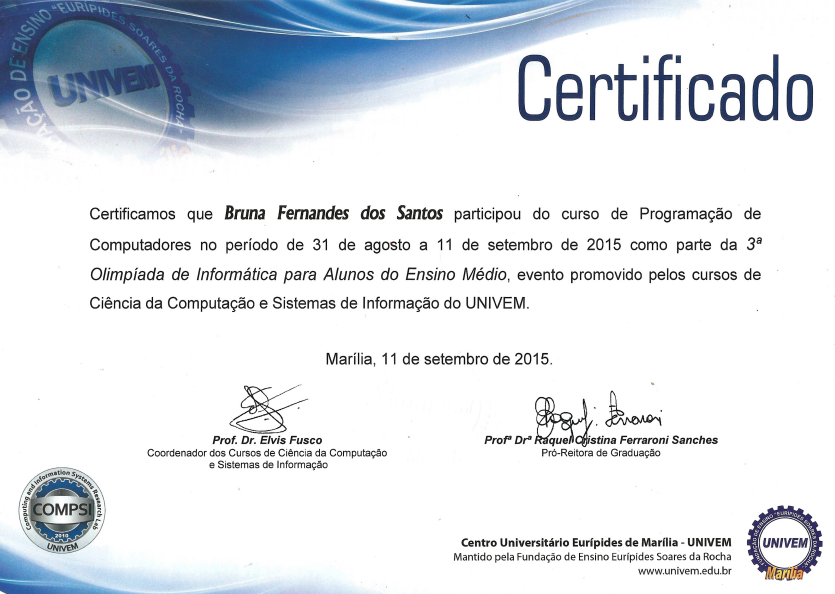 FUNDAÇÃO DE ENSINO "EURÍPIDES SOARES DA ROCHA"
UNIVEM
Marília
Certificado
Certificamos que Bruna Fernandes dos Santos participou do curso de Programação de
Computadores no período de 31 de agosto a 11 de setembro de 2015 como parte da 3ª
Olimpíada de Informática para Alunos do Ensino Médio, evento promovido pelos cursos de
Ciência da Computação e Sistemas de Informação do UNIVEM.
Marília, 11 de setembro de 2015.
Prof. Dr. Elvis Fusco
Coordenador dos Cursos de Ciência da Computação
e Sistemas de Informação
Profª Drª Raquel Cristina Ferraroni Sanches
Pró-Reitora de Graduação
Computing and Information Systems Research Lab
COMPSI
2010
UNIVEM
Centro Universitário Eurípides de Marília - UNIVEM
Mantido pela Fundação de Ensino Eurípides Soares da Rocha
www.univem.edu.br
FUNDAÇÃO DE ENSINO "EURÍPIDES SOARES DA ROCHA"
UNIVEM
Marília